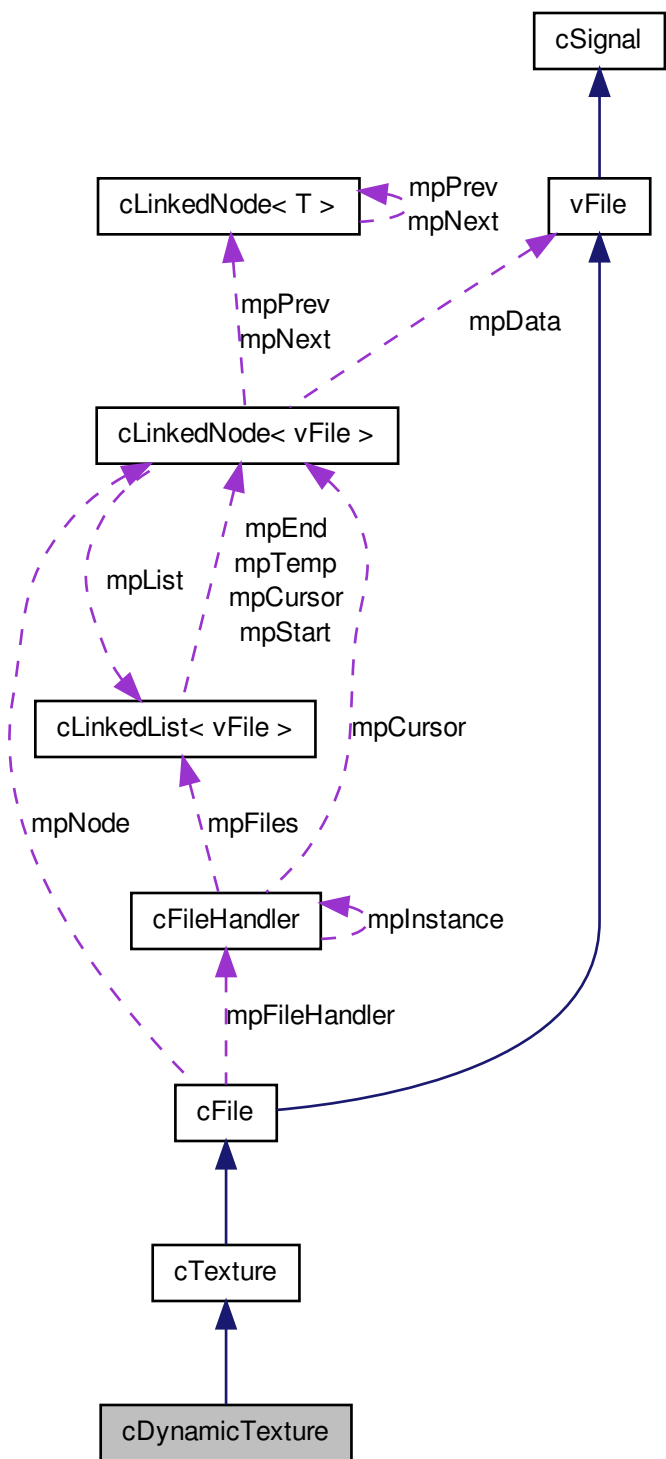 cSignal
cLinkedNode< T >
mpPrev
mpNext
vFile
mpPrev
mpNext
mpData
cLinkedNode< vFile >
mpList
mpEnd
mpTemp
mpCursor
mpStart
cLinkedList< vFile >
mpCursor
mpNode
mpFiles
cFileHandler
mpInstance
mpFileHandler
cFile
cTexture
cDynamicTexture